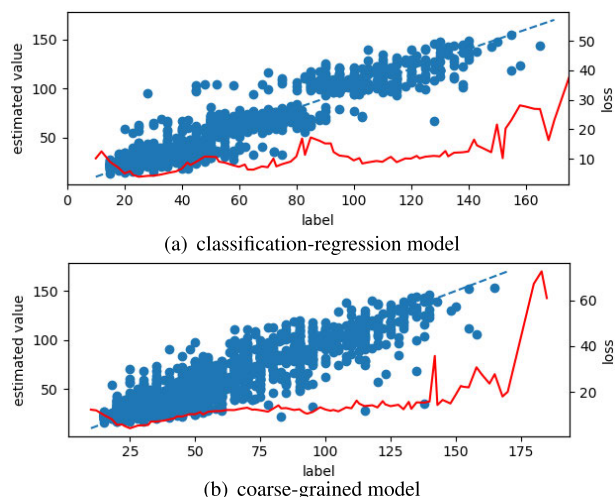 150
100
50
estimated value
50
40
30
20
10
loss
0 20 40 60 80 100 120 140 160
label
(a) classification-regression model
150
100
50
estimated value
60
40
20
loss
25 50 75 100 125 150 175
label
(b) coarse-grained model